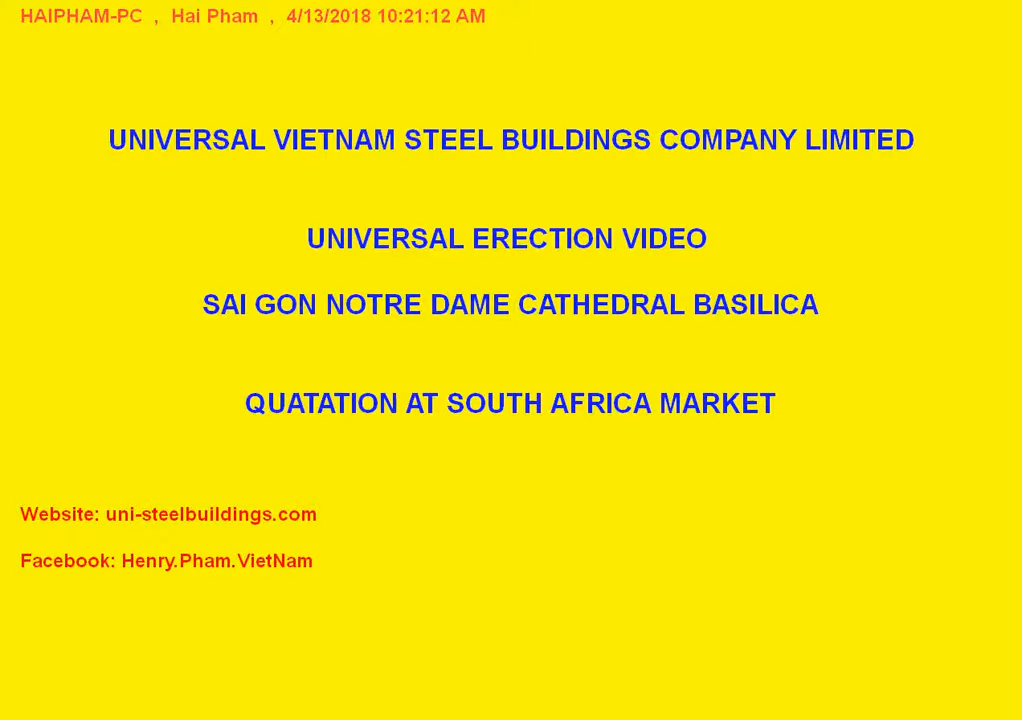 HAIPHAM-PC , Hai Pham , 4/13/2018 10:21:12 AM
UNIVERSAL VIETNAM STEEL BUILDINGS COMPANY LIMITED
UNIVERSAL ERECTION VIDEO
SAI GON NOTRE DAME CATHEDRAL BASILICA
QUATATION AT SOUTH AFRICA MARKET
Website: uni-steelbuildings.com
Facebook: Henry.Pham.VietNam